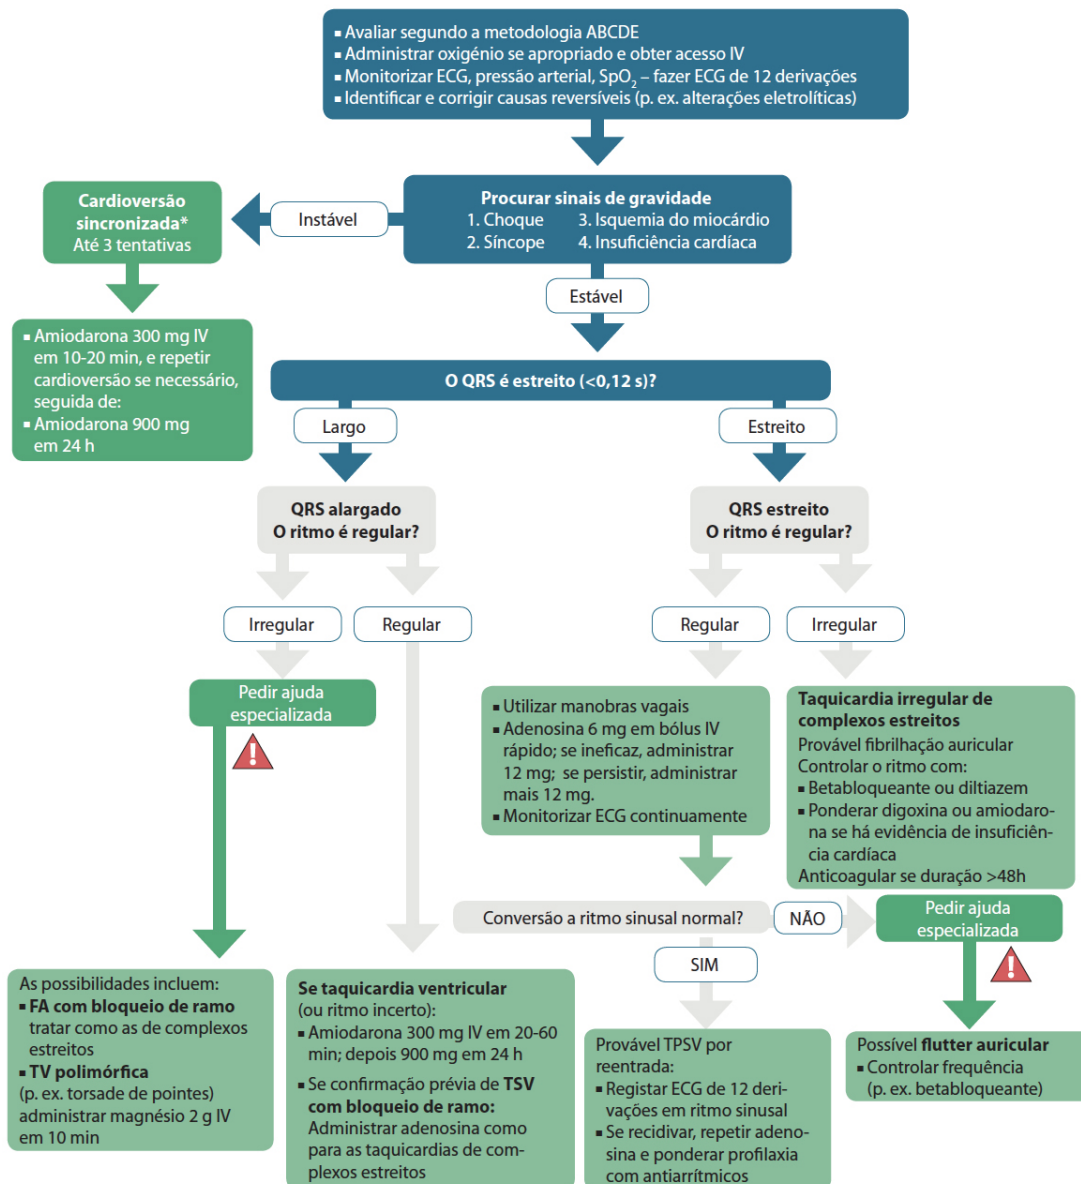 ▪ Avaliar segundo a metodologia ABCDE
▪ Administrar oxigénio se apropriado e obter acesso IV
▪ Monitorizar ECG, pressão arterial, SpO₂ – fazer ECG de 12 derivações
▪ Identificar e corrigir causas reversíveis (p. ex. alterações eletrolíticas)
Procurar sinais de gravidade
1. Choque 3. Isquemia do miocárdio
2. Síncope 4. Insuficiência cardíaca
Instável
Cardioversão
sincronizada*
Até 3 tentativas
▪ Amiodarona 300 mg IV
em 10-20 min, e repetir
cardioversão se necessário,
seguida de:
▪ Amiodarona 900 mg
em 24 h
Estável
O QRS é estreito (<0,12 s)?
Largo
Estreito
QRS alargado
O ritmo é regular?
QRS estreito
O ritmo é regular?
Irregular
Regular
Regular
Irregular
Pedir ajuda
especializada
!
▪ Utilizar manobras vagais
▪ Adenosina 6 mg em bólus IV
rápido; se ineficaz, administrar
12 mg; se persistir, administrar
mais 12 mg.
▪ Monitorizar ECG continuamente
Taquicardia irregular de
complexos estreitos
Provável fibrilhação auricular
Controlar o ritmo com:
▪ Betabloqueante ou diltiazem
▪ Ponderar digoxina ou amiodaro-
na se há evidência de insuficiên-
cia cardíaca
Anticoagular se duração >48h
Conversão a ritmo sinusal normal?
NÃO
Pedir ajuda
especializada
!
SIM
As possibilidades incluem:
▪ FA com bloqueio de ramo
tratar como as de complexos
estreitos
▪ TV polimórfica
(p. ex. torsade de pointes)
administrar magnésio 2 g IV
em 10 min
Se taquicardia ventricular
(ou ritmo incerto):
▪ Amiodarona 300 mg IV em 20-60
min; depois 900 mg em 24 h
▪ Se confirmação prévia de TSV
com bloqueio de ramo:
Administrar adenosina como
para as taquicardias de com-
plexos estreitos
Provável TPSV por
reentrada:
▪ Registar ECG de 12 deri-
vações em ritmo sinusal
▪ Se recidivar, repetir adeno-
sina e ponderar profilaxia
com antiarrítmicos
Possível flutter auricular
▪ Controlar frequência
(p. ex. betabloqueante)